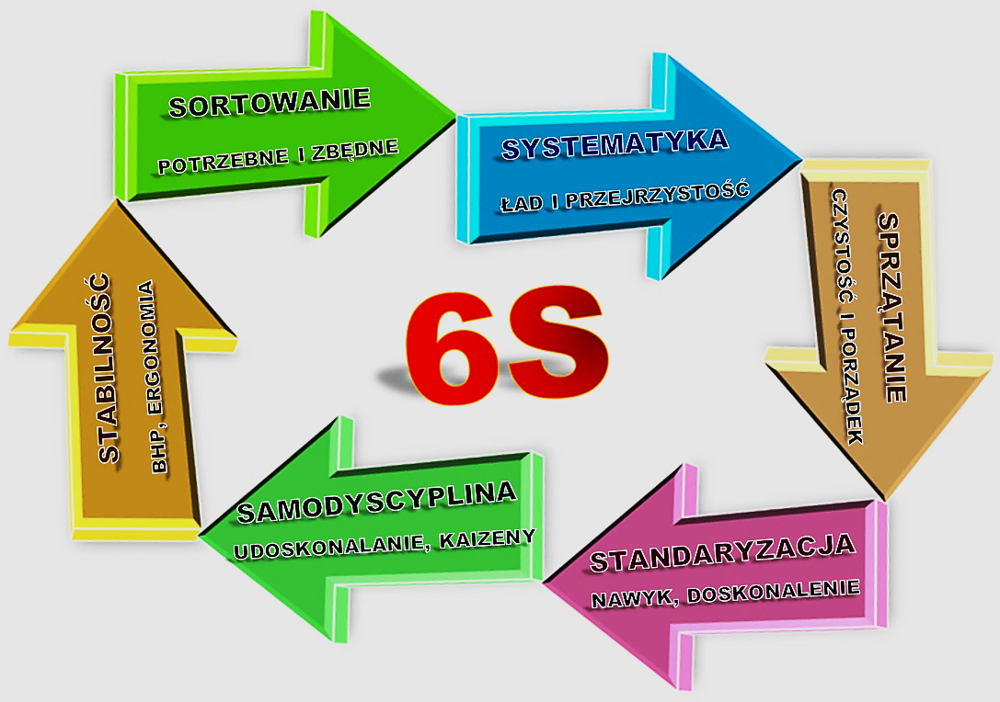 SORTOWANIE
POTRZEBNE I ZBĘDNE
SYSTEMATYKA
ŁAD I PRZEJRZYSTOŚĆ
SPRZĄTANIE
CZYSTOŚĆ I PORZĄDEK
STANDARYZACJA
NAWYK, DOSKONALENIE
SAMODYSCYPLINA
UDOSKONALANIE, KAIZENY
STABILNOŚĆ
BHP, ERGONOMIA
6S